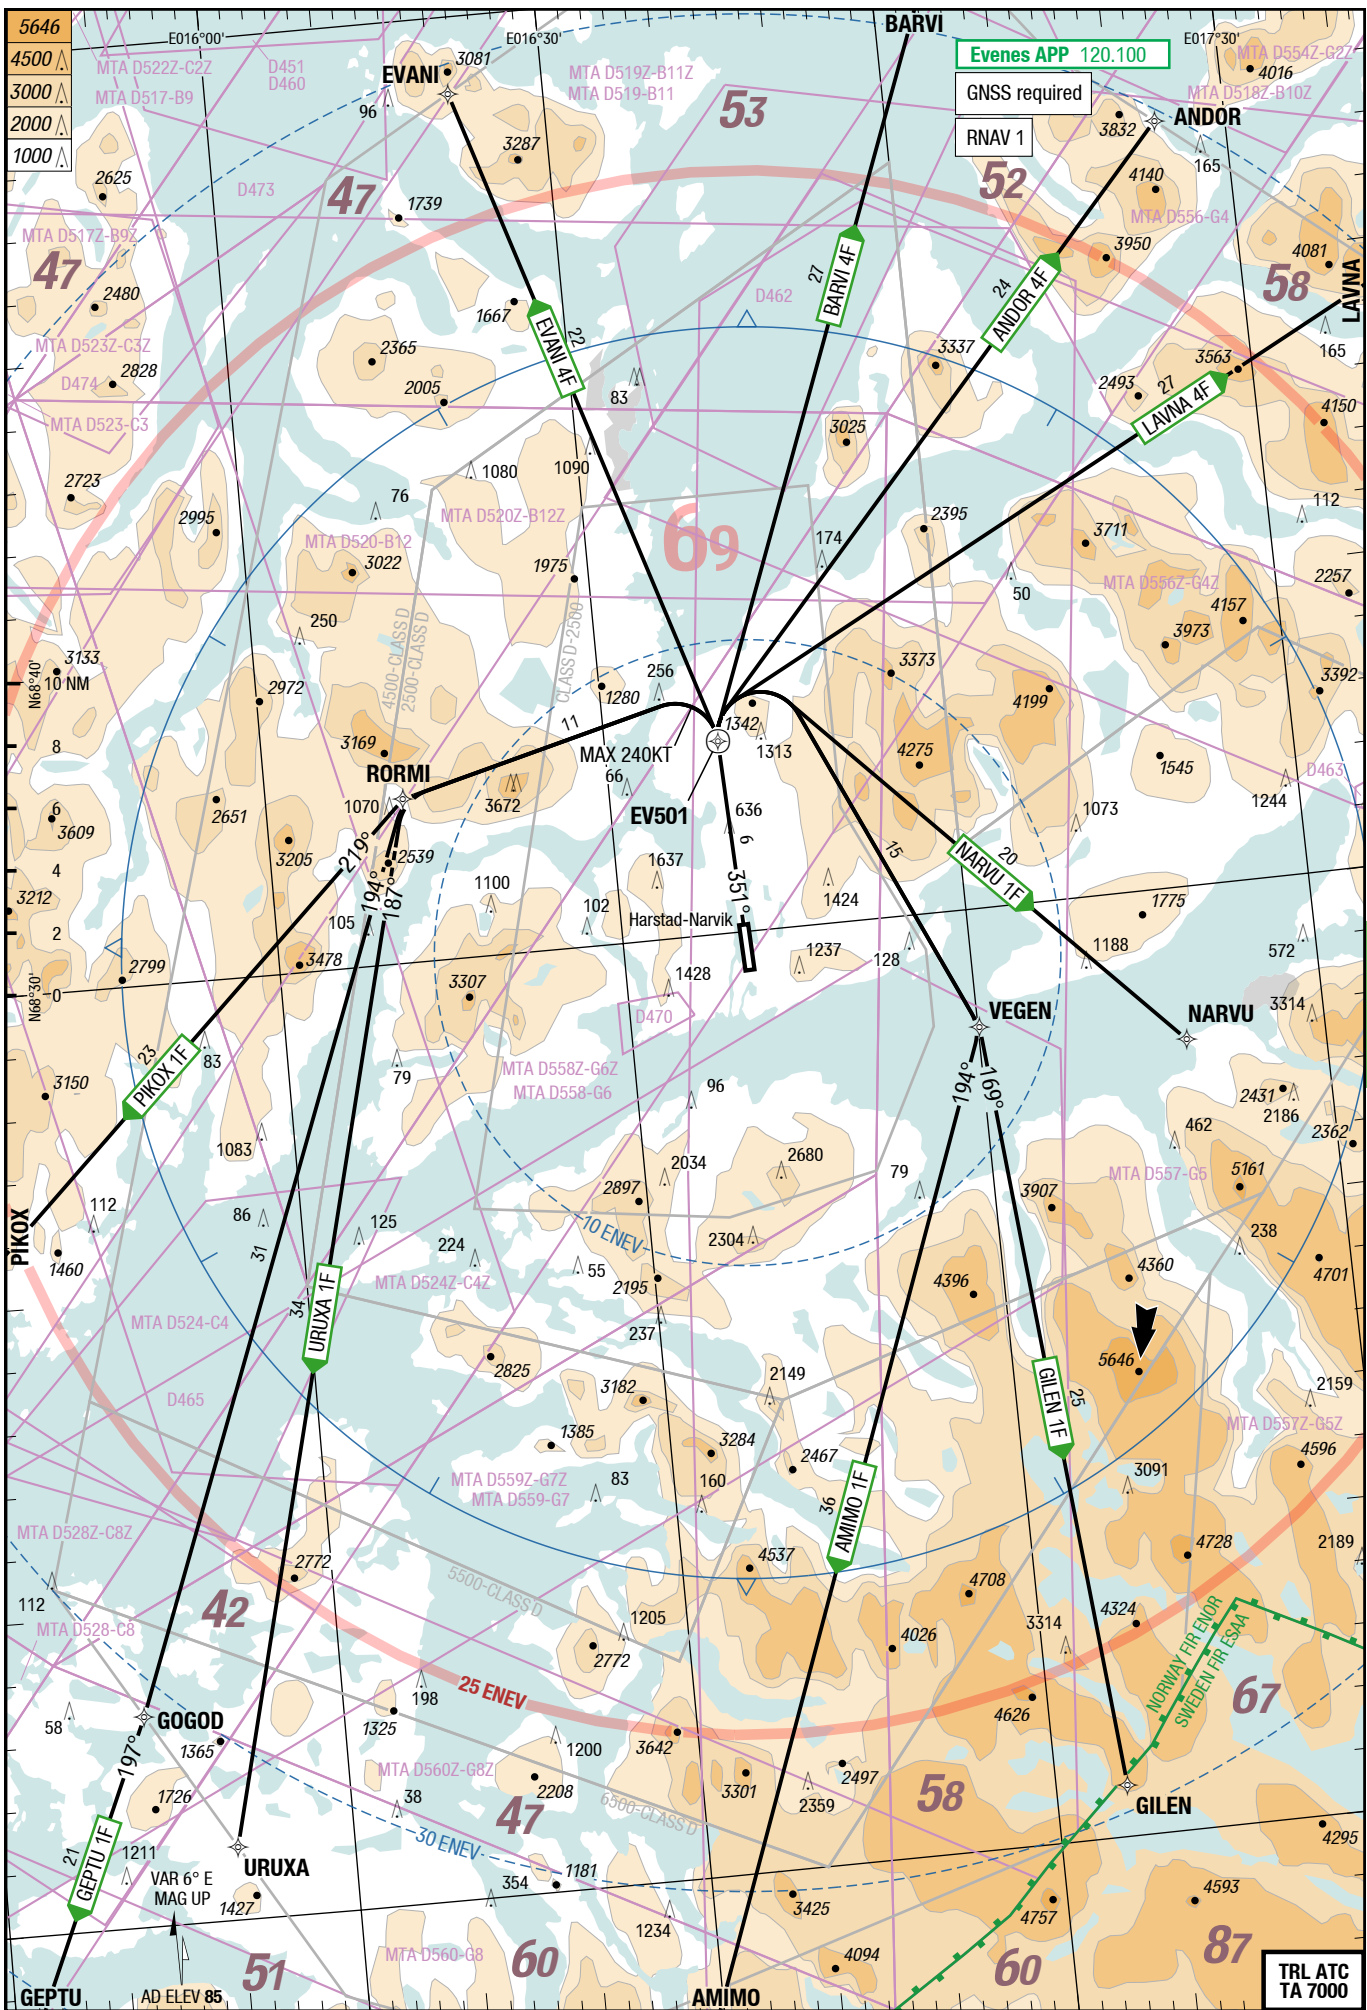 5646
4500
3000
2000
1000
E016°00'
E016°30'
BARVI
E017°30'
Evenes APP 120.100
GNSS required
RNAV 1
MTA D522Z-C2Z
MTA D517-B9
D451
D460
EVANI
3081
96
MTA D519Z-B11Z
MTA D519-B11
53
MTA D554Z-G2Z
4016
MTA D518Z-B10Z
3832
ANDOR
165
3287
52
2625
D473
47
1739
4140
MTA D556-G4
3950
MTA D517Z-B9Z
47
BARVI 4F
27
ANDOR 4F
24
4081
58
LAVNA
2480
1667
EVANI 4F
22
D462
MTA D523Z-C3Z
D474
2828
2365
2005
83
3337
3563
165
2493
27
LAVNA 4F
4150
MTA D523-C3
3025
1090
1080
2723
76
2995
MTA D520Z-B12Z
MTA D520-B12
3022
1975
69
174
2395
3711
112
50
MTA D556Z-G4Z
2257
4157
3973
250
4500-CLASS D
2500-CLASS D
CLASS D-2500
N68°40'
3133
10 NM
2972
256
1280
3373
3392
4199
11
1342
1313
3169
MAX 240KT
66
4275
1545
D463
8
RORMI
1070
3672
EV501
636
6
1073
1244
6
3609
2651
3205
219°
2539
194°
187°
351°
15
NARVU 1F
20
4
1637
1424
3212
1100
102
105
Harstad-Narvik
1775
2
2799
3478
1237
128
1188
572
N68°30'
0
3307
1428
D470
VEGEN
NARVU
3314
23
PIKOX 1F
83
79
MTA D558Z-G6Z
MTA D558-G6
96
194°
169°
3150
2431
2186
462
2362
1083
2034
2680
79
MTA D557-G5
5161
3907
PIKOX
112
86
31
125
2897
224
10 ENEV
2304
238
1460
55
2195
4360
4701
MTA D524Z-C4Z
4396
34
URUXA 1F
MTA D524-C4
237
5646
2825
3182
2149
GILEN 1F
25
2159
D465
1385
3284
2467
MTA D557Z-G5Z
4596
MTA D559Z-G7Z
MTA D559-G7
83
160
3091
36
AMIMO 1F
MTA D528Z-C8Z
2772
4537
4728
2189
5500-CLASS D
4708
112
42
1205
4324
MTA D528-C8
2772
4026
3314
NORWAY FIR ENOR
SWEDEN FIR ESAA
25 ENEV
198
67
58
GOGOD
1365
1325
4626
197°
1200
3642
MTA D560Z-G8Z
2208
3301
2497
2359
58
1726
38
47
6500-CLASS D
GILEN
4295
30 ENEV
21
GEPTU 1F
1211
URUXA
VAR 6° E
MAG UP
1427
354
1181
3425
4593
4757
1234
MTA D560-G8
60
4094
60
87
51
GEPTU
AD ELEV 85
AMIMO
TRL ATC
TA 7000